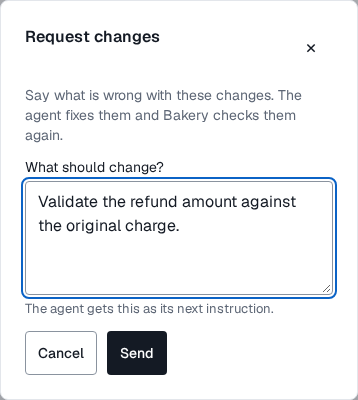 Request changes
Say what is wrong with these changes. The
agent fixes them and Bakery checks them
again.
What should change?
Validate the refund amount against
the original charge.
The agent gets this as its next instruction.
Cancel
Send